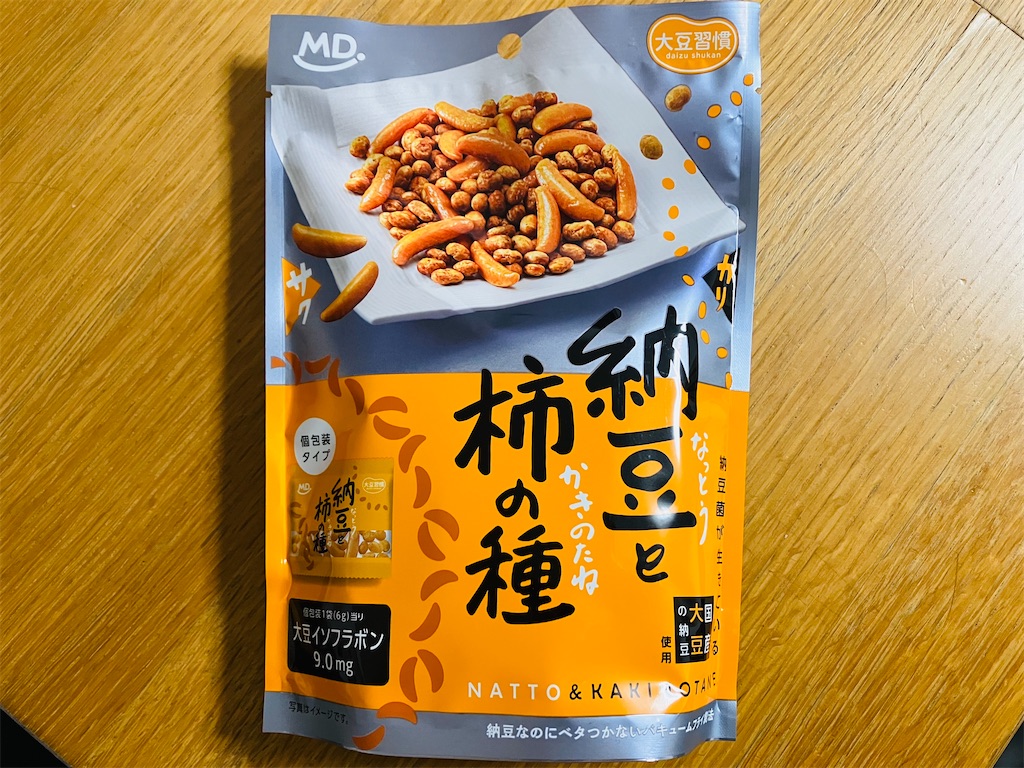 MD.
大豆習慣
daizu shukan
サク
カリ
納豆と
なっとう
柿の種
かきのたね
納豆菌が生きている
国産
大豆
の納豆
使用
個包装
タイプ
MD.
大豆習慣
納豆と
柿の種
個包装1袋(6g)当り
大豆イソフラボン
9.0mg
NATTO & KAKI NOTANE
写真はイメージです。
納豆なのにベタつかないバキュームフライ製法